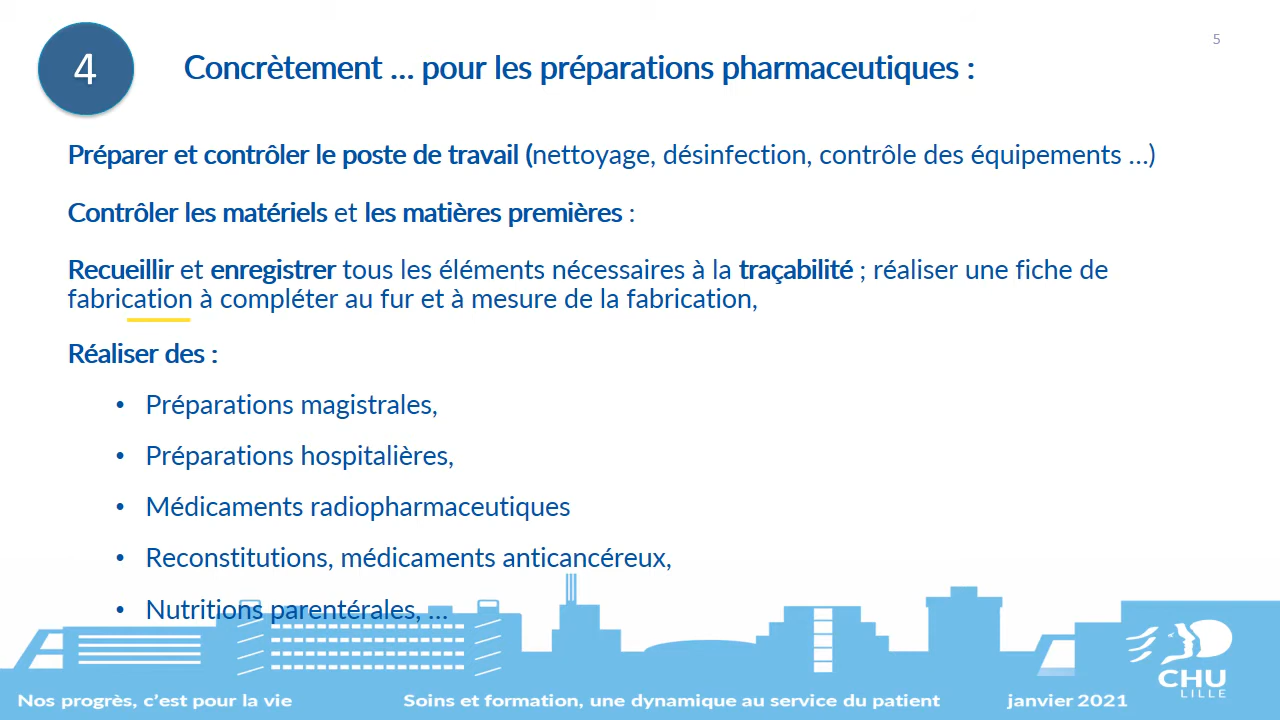 5
4
Concrètement ... pour les préparations pharmaceutiques :
Préparer et contrôler le poste de travail (nettoyage, désinfection, contrôle des équipements ...)
Contrôler les matériels et les matières premières :
Recueillir et enregistrer tous les éléments nécessaires à la traçabilité ; réaliser une fiche de
fabrication à compléter au fur et à mesure de la fabrication,
Réaliser des :
• Préparations magistrales,
• Préparations hospitalières,
• Médicaments radiopharmaceutiques
• Reconstitutions, médicaments anticancéreux,
• Nutritions parentérales, ...
Nos progrès, c'est pour la vie
Soins et formation, une dynamique au service du patient
janvier 2021
CHU
LILLE